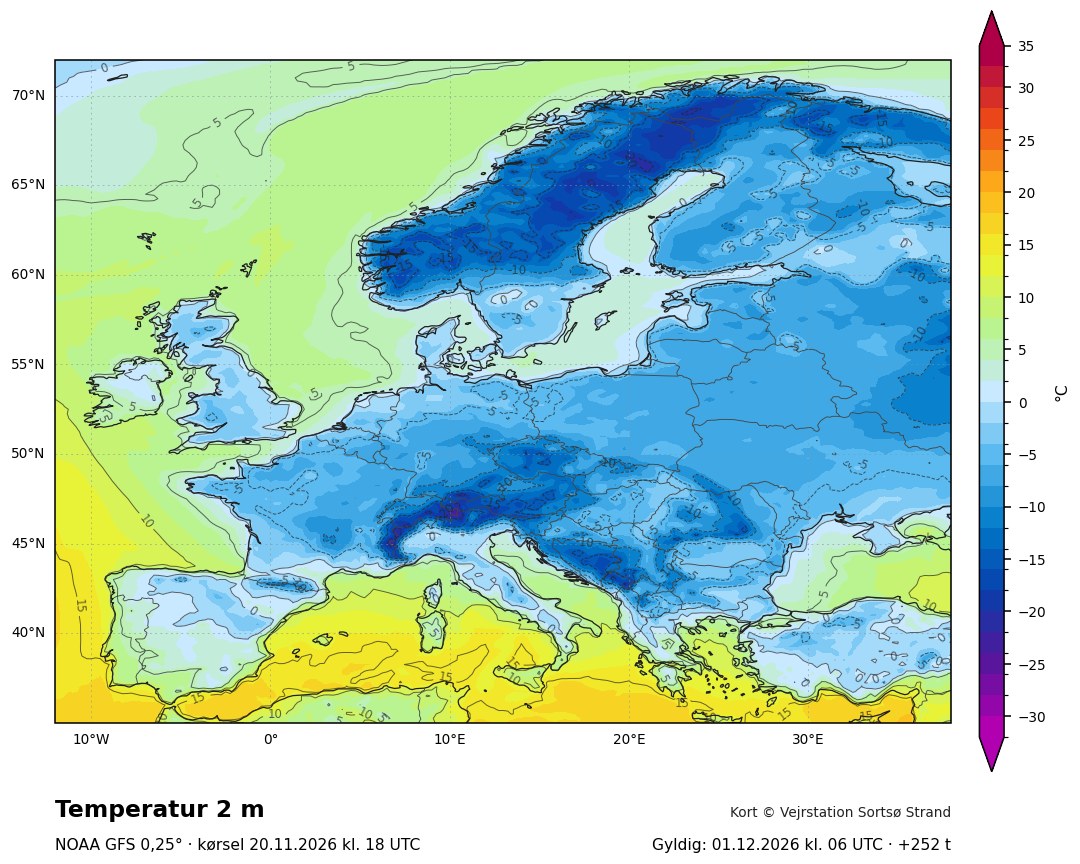 70°N
65°N
60°N
55°N
50°N
45°N
40°N
10°W
0°
10°E
20°E
30°E
35
30
25
20
15
10
5
0
−5
−10
−15
−20
−25
−30
°C
Temperatur 2 m
Kort © Vejrstation Sortsø Strand
NOAA GFS 0,25° · kørsel 20.11.2026 kl. 18 UTC
Gyldig: 01.12.2026 kl. 06 UTC · +252 t